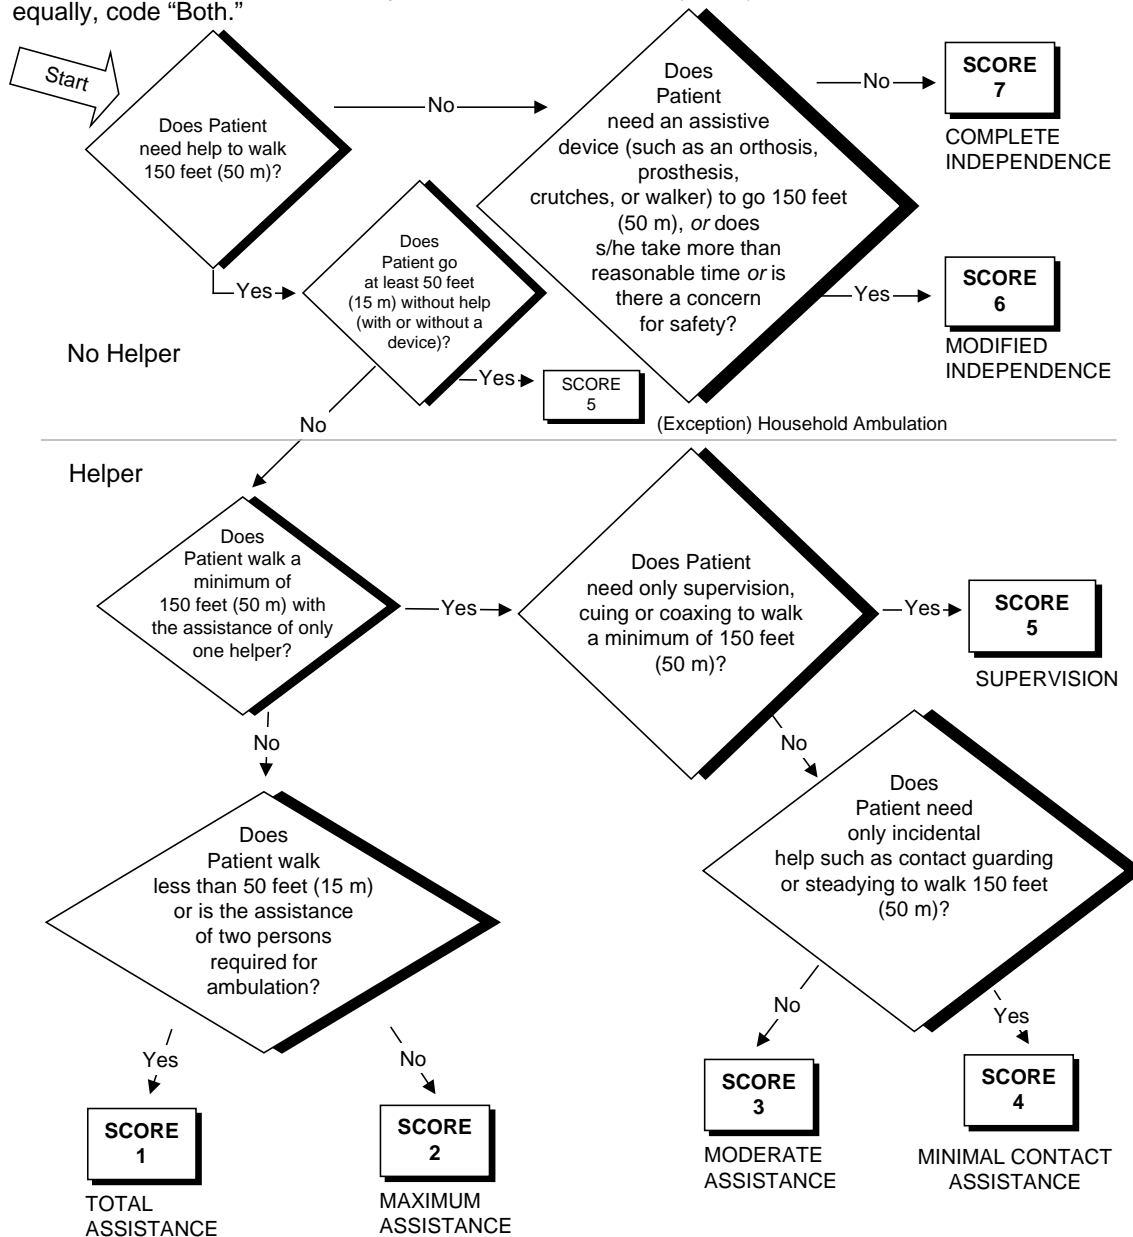 equally, code “Both.”
Start
Does Patient
need help to walk
150 feet (50 m)?
No
Does
Patient
need an assistive
device (such as an orthosis,
prosthesis,
crutches, or walker) to go 150 feet
(50 m), or does
s/he take more than
reasonable time or is
there a concern
for safety?
No
SCORE
7
COMPLETE
INDEPENDENCE
Yes
SCORE
6
MODIFIED
INDEPENDENCE
Yes
Does
Patient go
at least 50 feet
(15 m) without help
(with or without a
device)?
Yes
SCORE
5
(Exception) Household Ambulation
No Helper
No
Helper
Does
Patient walk a
minimum of
150 feet (50 m) with
the assistance of only
one helper?
Yes
Does Patient
need only supervision,
cuing or coaxing to walk
a minimum of 150 feet
(50 m)?
Yes
SCORE
5
SUPERVISION
No
No
Does
Patient need
only incidental
help such as contact guarding
or steadying to walk 150 feet
(50 m)?
Does
Patient walk
less than 50 feet (15 m)
or is the assistance
of two persons
required for
ambulation?
Yes
No
No
Yes
SCORE
1
TOTAL
ASSISTANCE
SCORE
2
MAXIMUM
ASSISTANCE
SCORE
3
MODERATE
ASSISTANCE
SCORE
4
MINIMAL CONTACT
ASSISTANCE